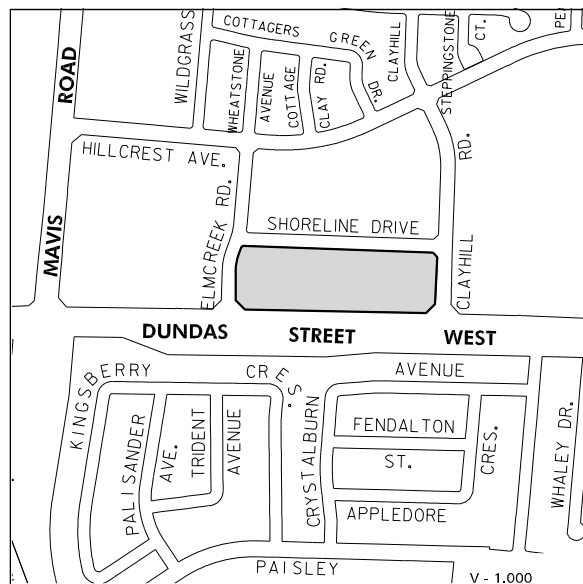 COTTAGERS GREEN DR.
CLAYHILL
STEPPINGSTONE
CT.
PE
WILDGRASS
ROAD
MAVIS
WHEATSTONE
AVENUE
COTTAGE
CLAY RD.
HILLCREST AVE.
RD.
ELMCREEK RD.
SHORELINE DRIVE
CLAYHILL
DUNDAS STREET WEST
KINGSBERRY CRES.
AVENUE
CRYSTALBURN
FENDALTON
ST.
CRES.
WHALEY DR.
PALISANDER
AVE.
TRIDENT
AVENUE
APPLEDORE
PAISLEY
V - 1.000